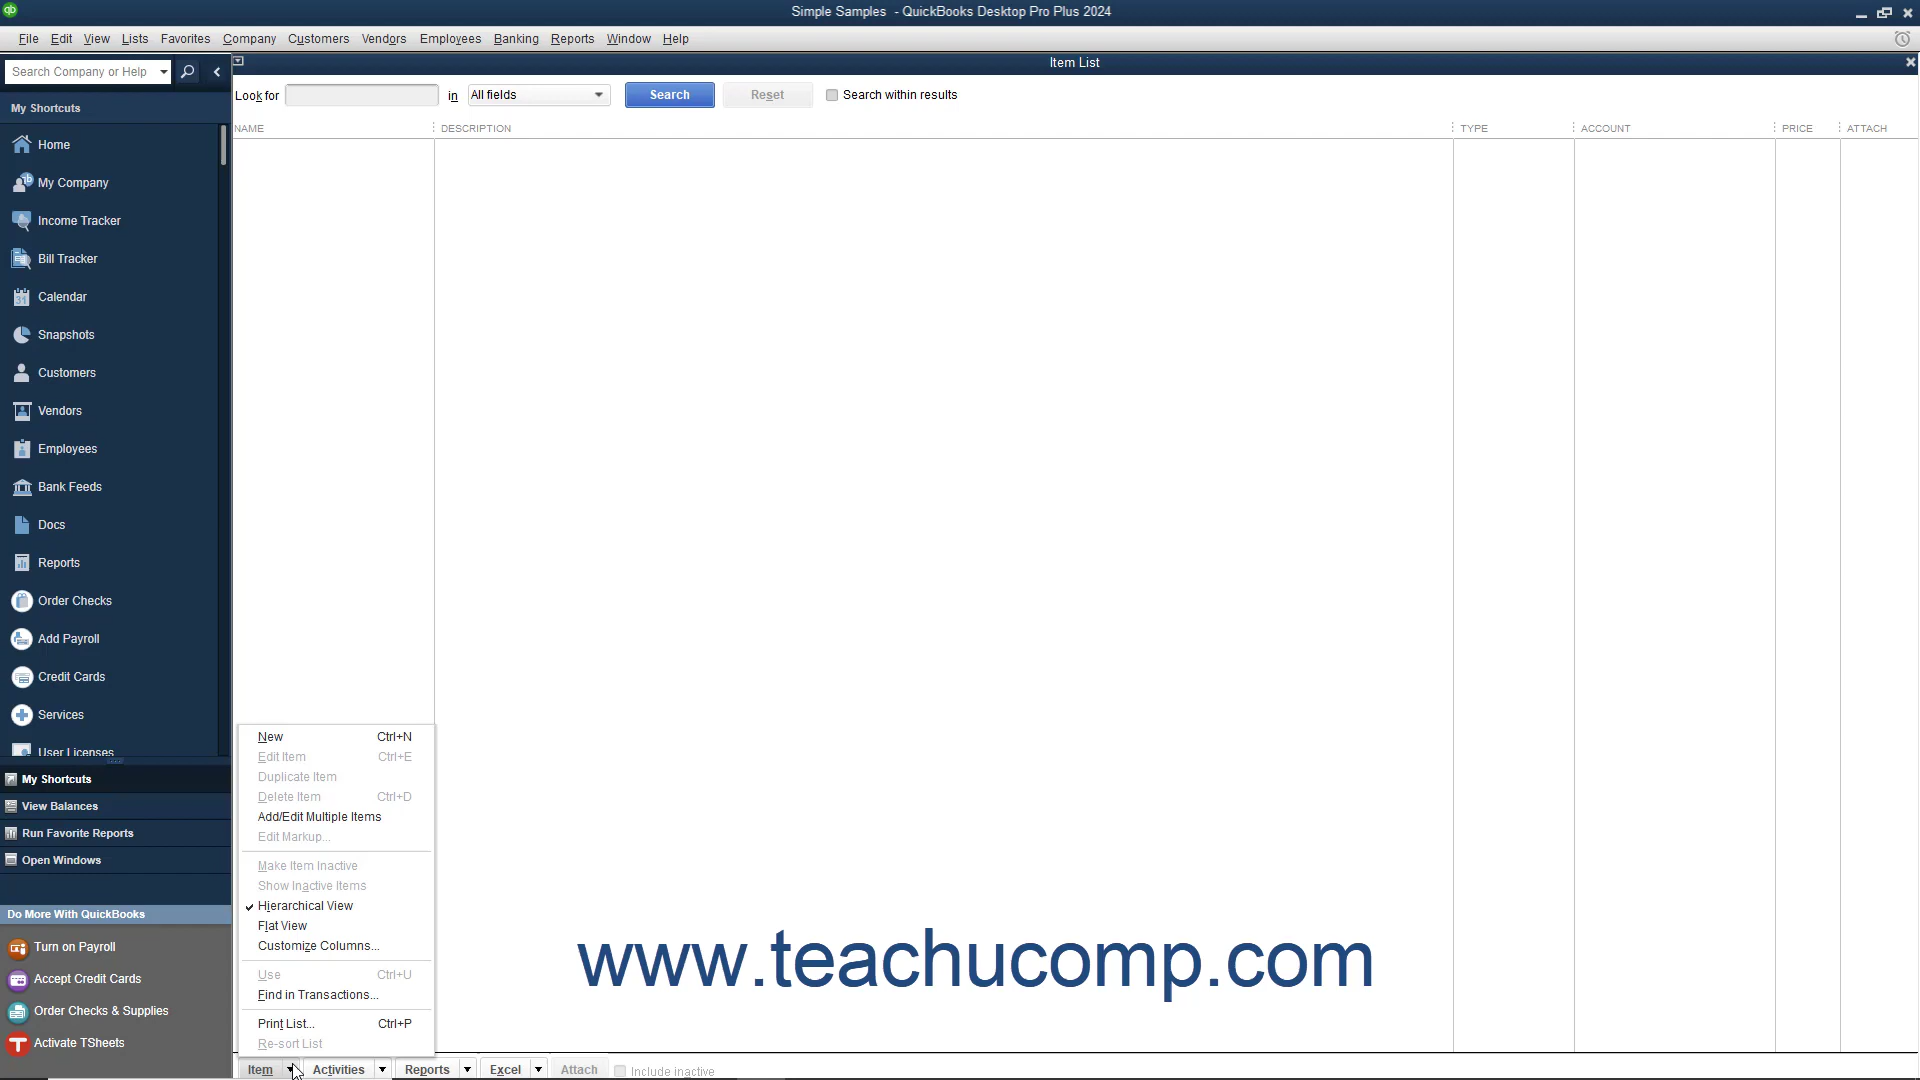 Simple Samples - QuickBooks Desktop Pro Plus 2024
File Edit View Lists Favorites Company Customers Vendors Employees Banking Reports Window Help
Search Company or Help
Item List
Look for in All fields Search Reset Search within results
My Shortcuts
NAME DESCRIPTION TYPE ACCOUNT PRICE ATTACH
Home
My Company
Income Tracker
Bill Tracker
Calendar
Snapshots
Customers
Vendors
Employees
Bank Feeds
Docs
Reports
Order Checks
Add Payroll
Credit Cards
Services
User Licenses
My Shortcuts
View Balances
Run Favorite Reports
Open Windows
Do More With QuickBooks
Turn on Payroll
Accept Credit Cards
Order Checks & Supplies
Activate TSheets
New Ctrl+N
Edit Item Ctrl+E
Duplicate Item
Delete Item Ctrl+D
Add/Edit Multiple Items
Edit Markup...
Make Item Inactive
Show Inactive Items
Hierarchical View
Flat View
Customize Columns...
Use Ctrl+U
Find in Transactions...
Print List... Ctrl+P
Re-sort List
www.teachucomp.com
Item Activities Reports Excel Attach Include inactive